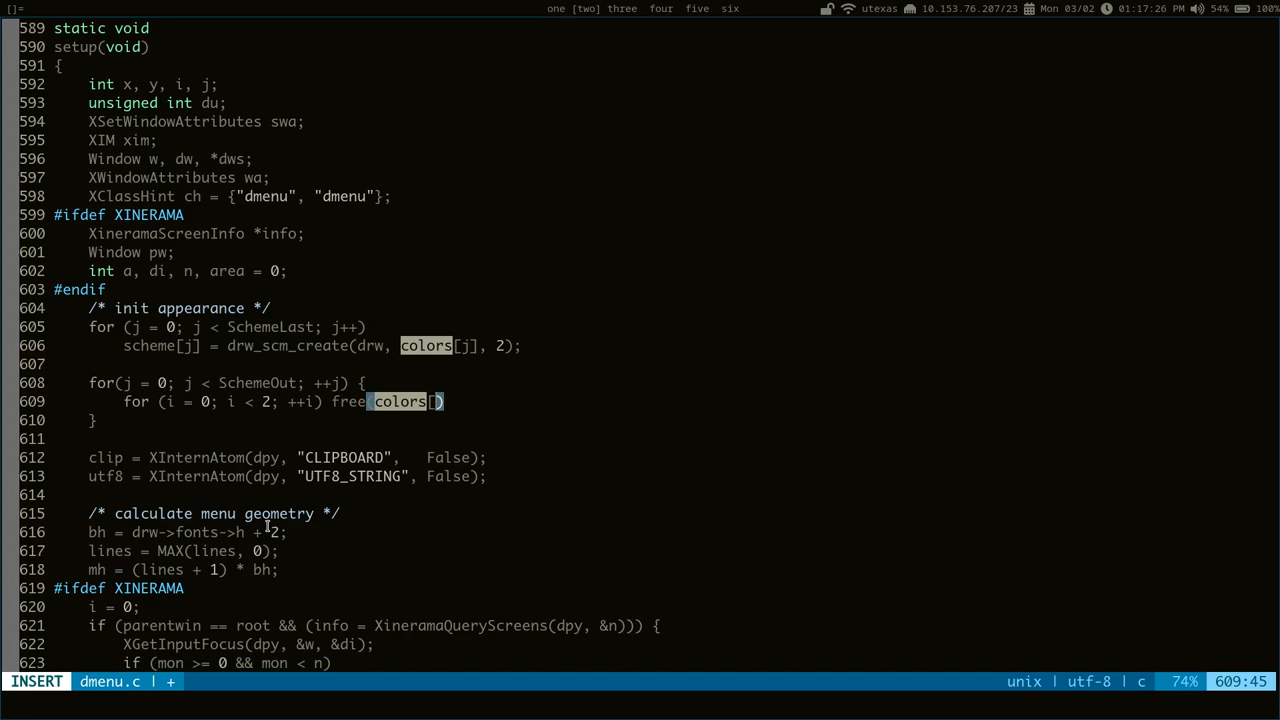 []= one [two] three four five six utexas 10.153.76.207/23 Mon 03/02 01:17:26 PM 54% 100%
589 static void
590 setup(void)
591 {
592     int x, y, i, j;
593     unsigned int du;
594     XSetWindowAttributes swa;
595     XIM xim;
596     Window w, dw, *dws;
597     XWindowAttributes wa;
598     XClassHint ch = {"dmenu", "dmenu"};
599 #ifdef XINERAMA
600     XineramaScreenInfo *info;
601     Window pw;
602     int a, di, n, area = 0;
603 #endif
604     /* init appearance */
605     for (j = 0; j < SchemeLast; j++)
606         scheme[j] = drw_scm_create(drw, colors[j], 2);
607
608     for(j = 0; j < SchemeOut; ++j) {
609         for (i = 0; i < 2; ++i) free(colors[)
610     }
611
612     clip = XInternAtom(dpy, "CLIPBOARD",   False);
613     utf8 = XInternAtom(dpy, "UTF8_STRING", False);
614
615     /* calculate menu geometry */
616     bh = drw->fonts->h + 2;
617     lines = MAX(lines, 0);
618     mh = (lines + 1) * bh;
619 #ifdef XINERAMA
620     i = 0;
621     if (parentwin == root && (info = XineramaQueryScreens(dpy, &n))) {
622         XGetInputFocus(dpy, &w, &di);
623         if (mon >= 0 && mon < n)
INSERT dmenu.c | + unix | utf-8 | c 74% 609:45